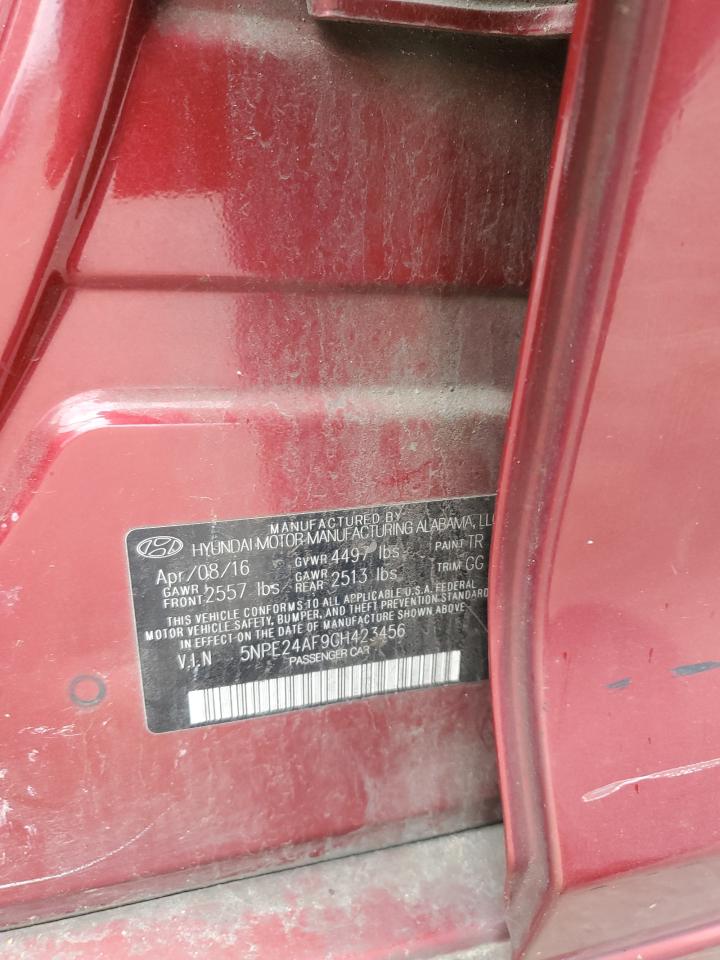 MANUFACTURED BY
HYUNDAI MOTOR MANUFACTURING ALABAMA, LLC
Apr/08/16 GVWR 4497 lbs PAINT TR
GAWR FRONT 2557 lbs GAWR REAR 2513 lbs TRIM GG
THIS VEHICLE CONFORMS TO ALL APPLICABLE U.S.A. FEDERAL
MOTOR VEHICLE SAFETY, BUMPER, AND THEFT PREVENTION STANDARD
IN EFFECT ON THE DATE OF MANUFACTURE SHOWN ABOVE
V.I.N 5NPE24AF9GH423456
PASSENGER CAR